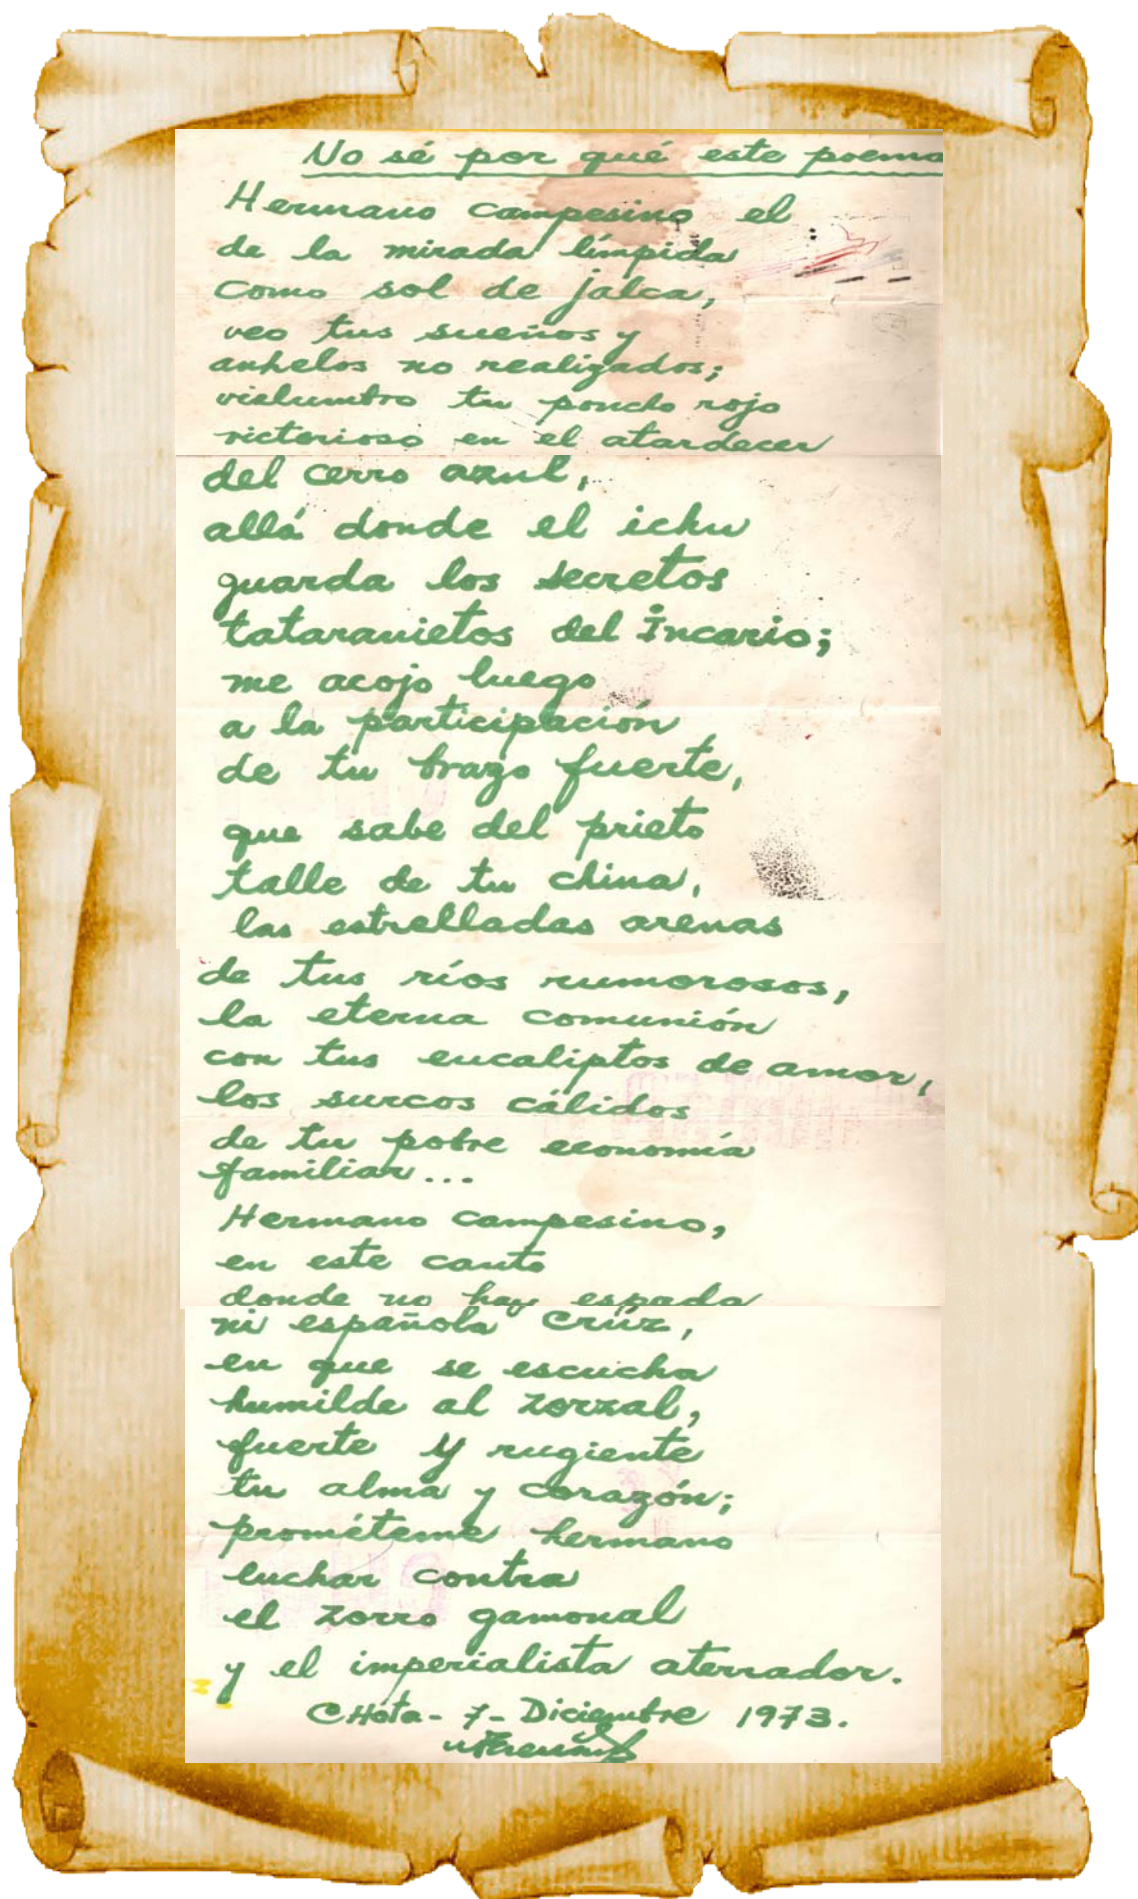 No sé por qué este poema
Hermano campesino el
de la mirada límpida
como sol de jalca,
veo tus sueños y
anhelos no realizados;
vislumbro tu poncho rojo
victorioso en el atardecer
del cerro azul,
allá donde el ichu
guarda los secretos
tataranietos del Incario;
me acojo luego
a la participación
de tu brazo fuerte,
que sabe del prieto
talle de tu china,
las estrelladas arenas
de tus ríos rumorosos,
la eterna comunión
con tus eucaliptos de amor,
los surcos cálidos
de tu pobre economía
familiar...
Hermano campesino,
en este canto
donde no hay espada
ni española crúz,
en que se escucha
humilde al zorzal,
fuerte y rugiente
tu alma y corazón;
prométeme hermano
luchar contra
el zorro gamonal
y el imperialista aterrador.
CHota - 7 - Diciembre 1973.